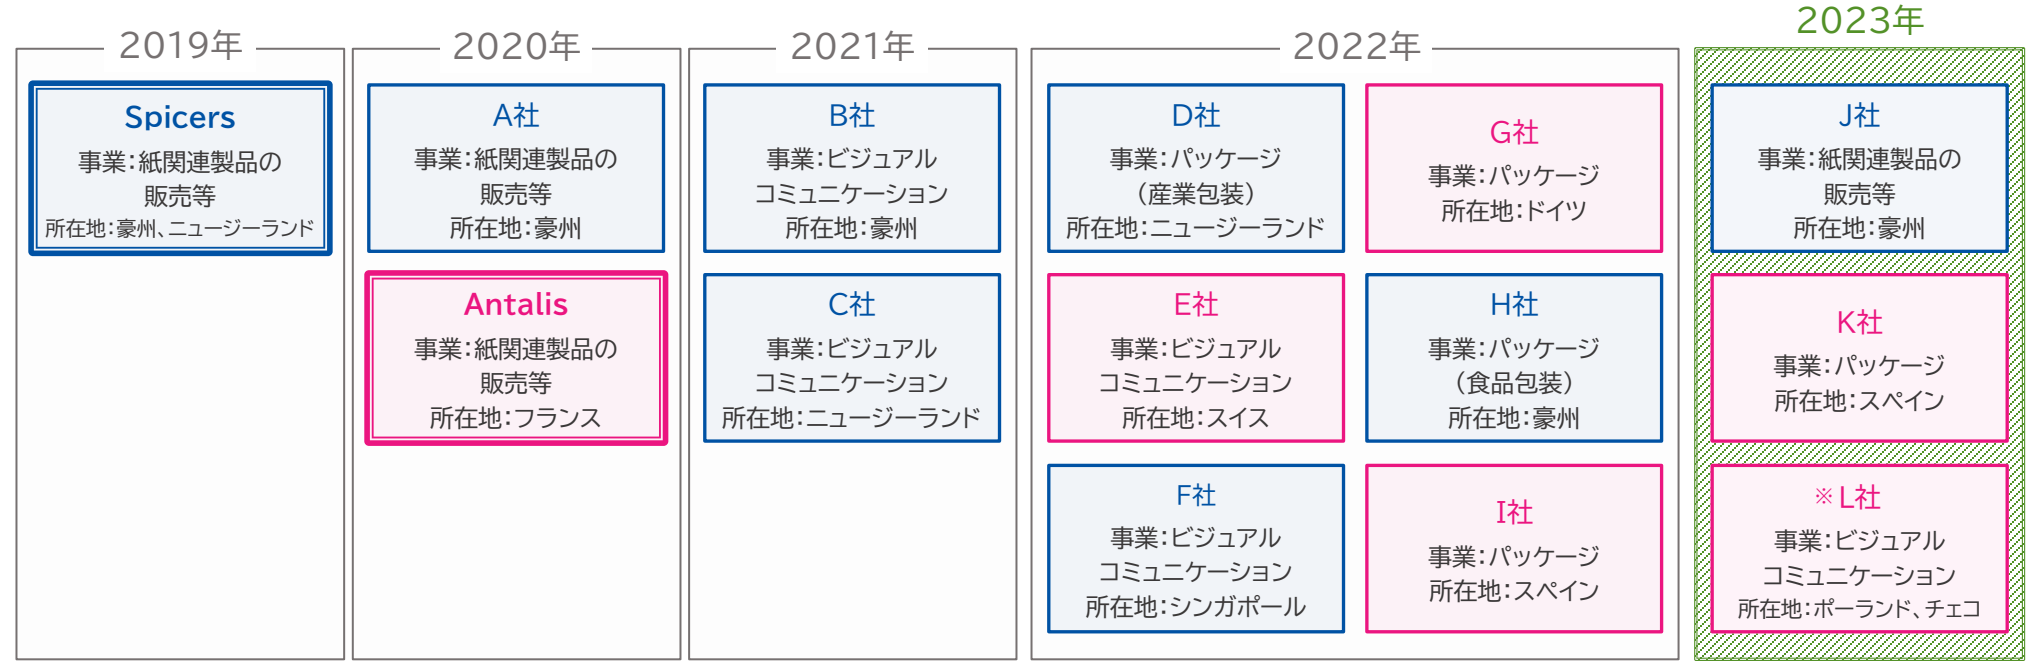 2019年
Spicers
事業：紙関連製品の
販売等
所在地：豪州、ニュージーランド
2020年
A社
事業：紙関連製品の
販売等
所在地：豪州
Antalis
事業：紙関連製品の
販売等
所在地：フランス
2021年
B社
事業：ビジュアル
コミュニケーション
所在地：豪州
C社
事業：ビジュアル
コミュニケーション
所在地：ニュージーランド
2022年
D社
事業：パッケージ
（産業包装）
所在地：ニュージーランド
E社
事業：ビジュアル
コミュニケーション
所在地：スイス
F社
事業：ビジュアル
コミュニケーション
所在地：シンガポール
G社
事業：パッケージ
所在地：ドイツ
H社
事業：パッケージ
（食品包装）
所在地：豪州
I社
事業：パッケージ
所在地：スペイン
2023年
J社
事業：紙関連製品の
販売等
所在地：豪州
K社
事業：パッケージ
所在地：スペイン
※L社
事業：ビジュアル
コミュニケーション
所在地：ポーランド、チェコ